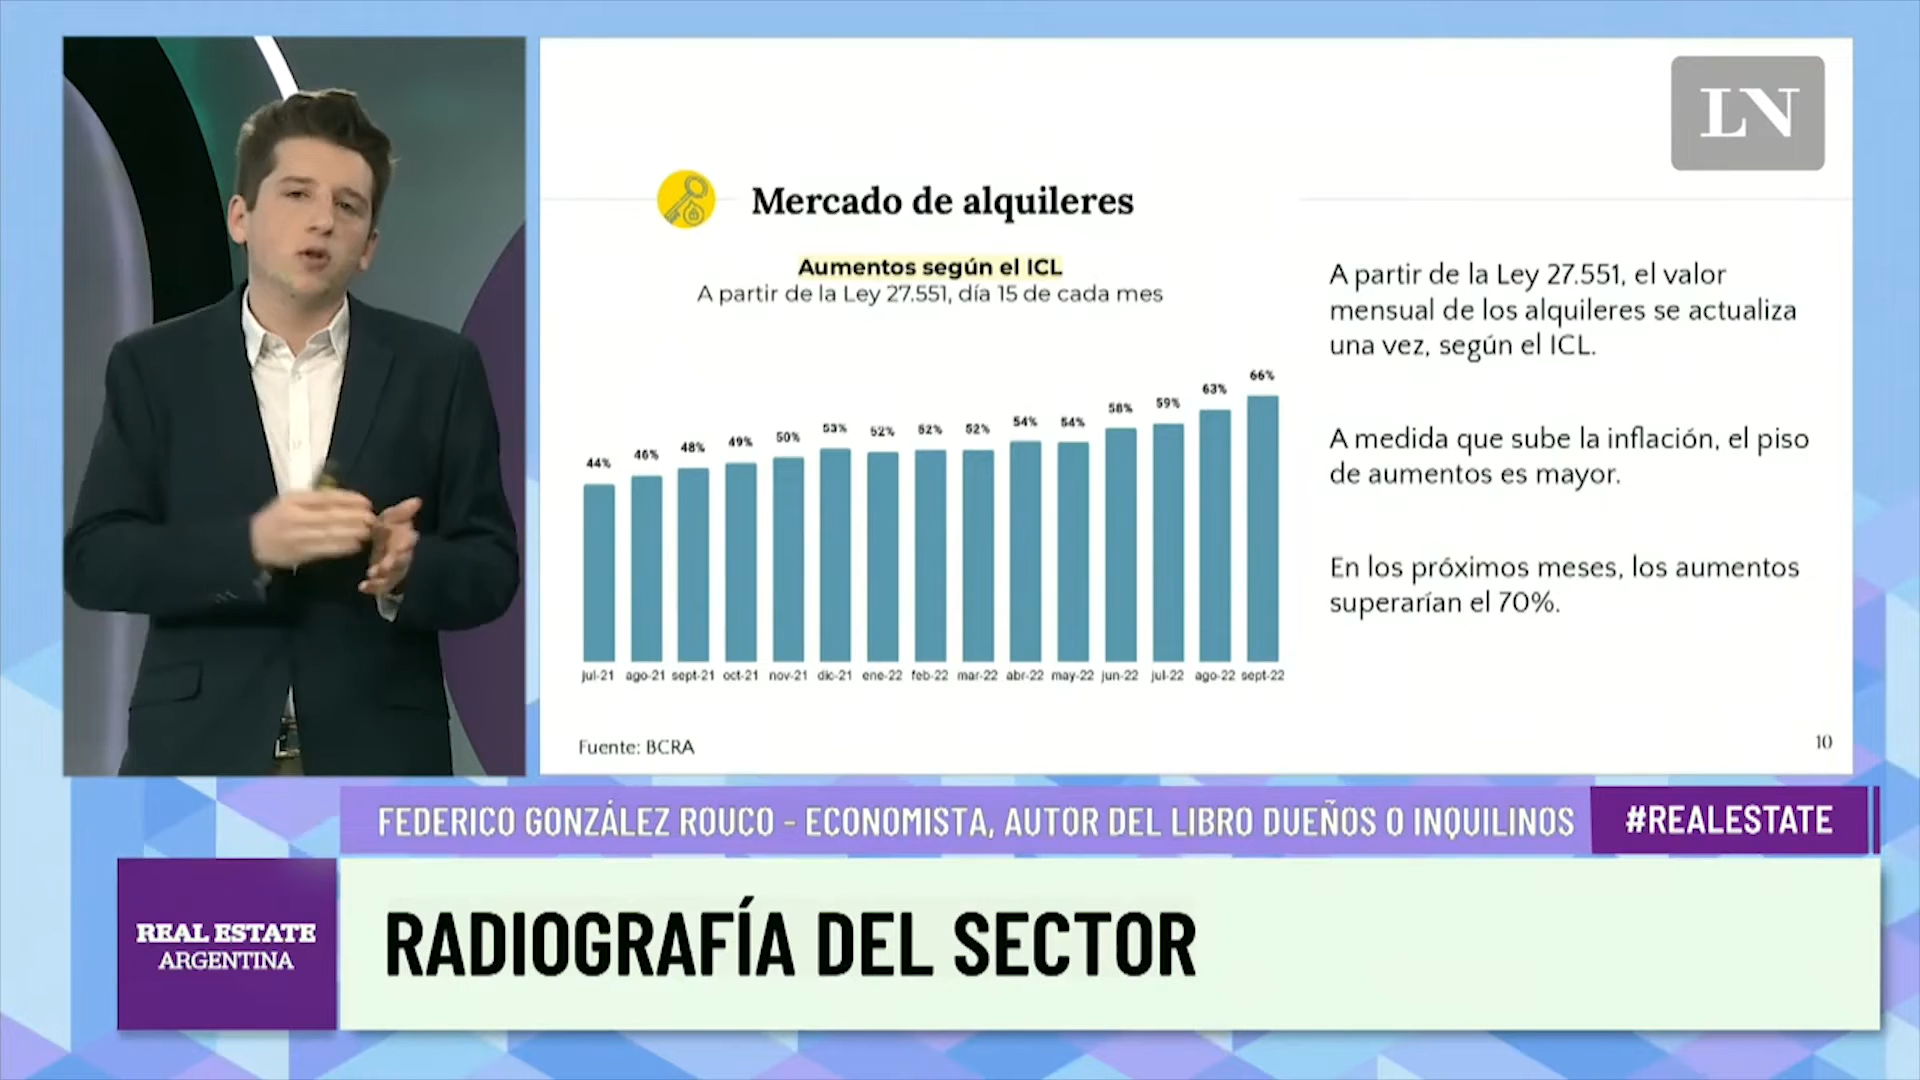 LN
Mercado de alquileres
Aumentos según el ICL
A partir de la Ley 27.551, día 15 de cada mes
44% 46% 48% 49% 50% 53% 52% 52% 52% 54% 54% 58% 59% 63% 66%
jul-21 ago-21 sept-21 oct-21 nov-21 dic-21 ene-22 feb-22 mar-22 abr-22 may-22 jun-22 jul-22 ago-22 sept-22
Fuente: BCRA
A partir de la Ley 27.551, el valor
mensual de los alquileres se actualiza
una vez, según el ICL.
A medida que sube la inflación, el piso
de aumentos es mayor.
En los próximos meses, los aumentos
superarían el 70%.
10
FEDERICO GONZÁLEZ ROUCO - ECONOMISTA, AUTOR DEL LIBRO DUEÑOS O INQUILINOS
#REALESTATE
REAL ESTATE
ARGENTINA
RADIOGRAFÍA DEL SECTOR